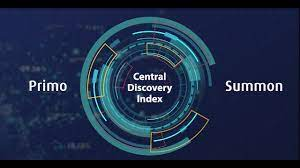 Primo
Central
Discovery
Index
Summon